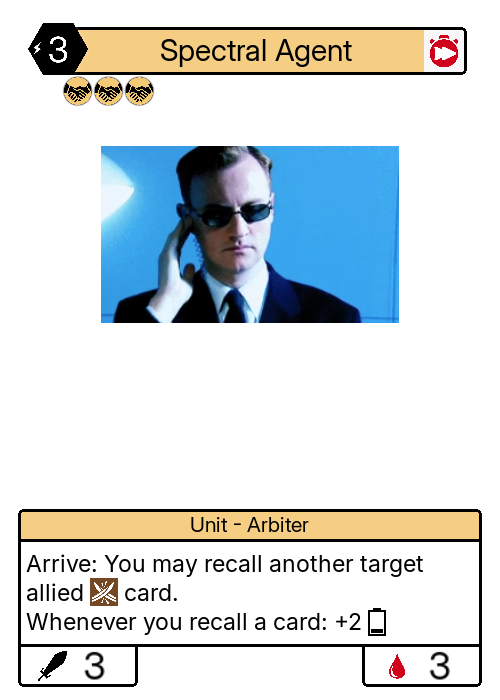 3 Spectral Agent
Unit - Arbiter
Arrive: You may recall another target
allied card.
Whenever you recall a card: +2
3 3